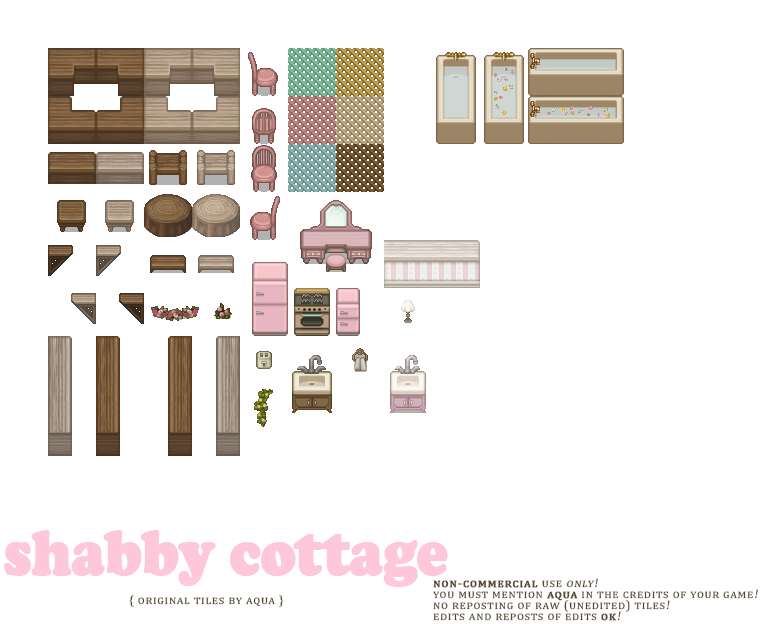 shabby cottage
{ ORIGINAL TILES BY AQUA }
NON-COMMERCIAL USE ONLY!
YOU MUST MENTION AQUA IN THE CREDITS OF YOUR GAME!
NO REPOSTING OF RAW (UNEDITED) TILES!
EDITS AND REPOSTS OF EDITS OK!